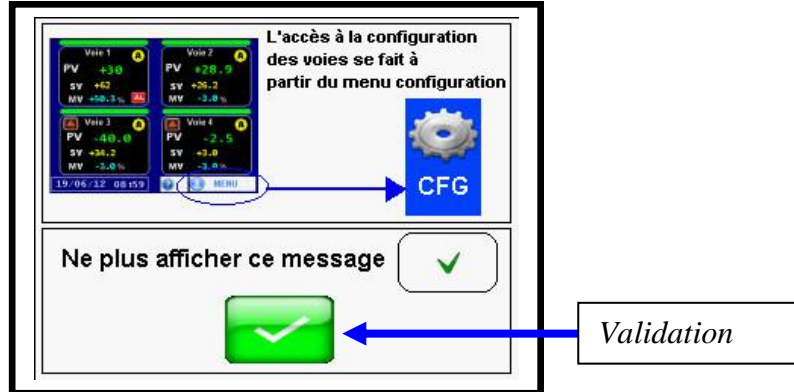 L'accès à la configuration
des voies se fait à
partir du menu configuration
Voie 1 A
PV +30
SV +62
MV +50.3 % AL
Voie 2 A
PV +28.9
SV +26.2
MV -3.0 %
Voie 3 A
PV -40.0
SV +34.2
MV -3.0 %
Voie 4 A
PV -2.5
SV +3.0
MV -3.0 %
19/06/12 08:59 ? MENU
CFG
Ne plus afficher ce message
Validation